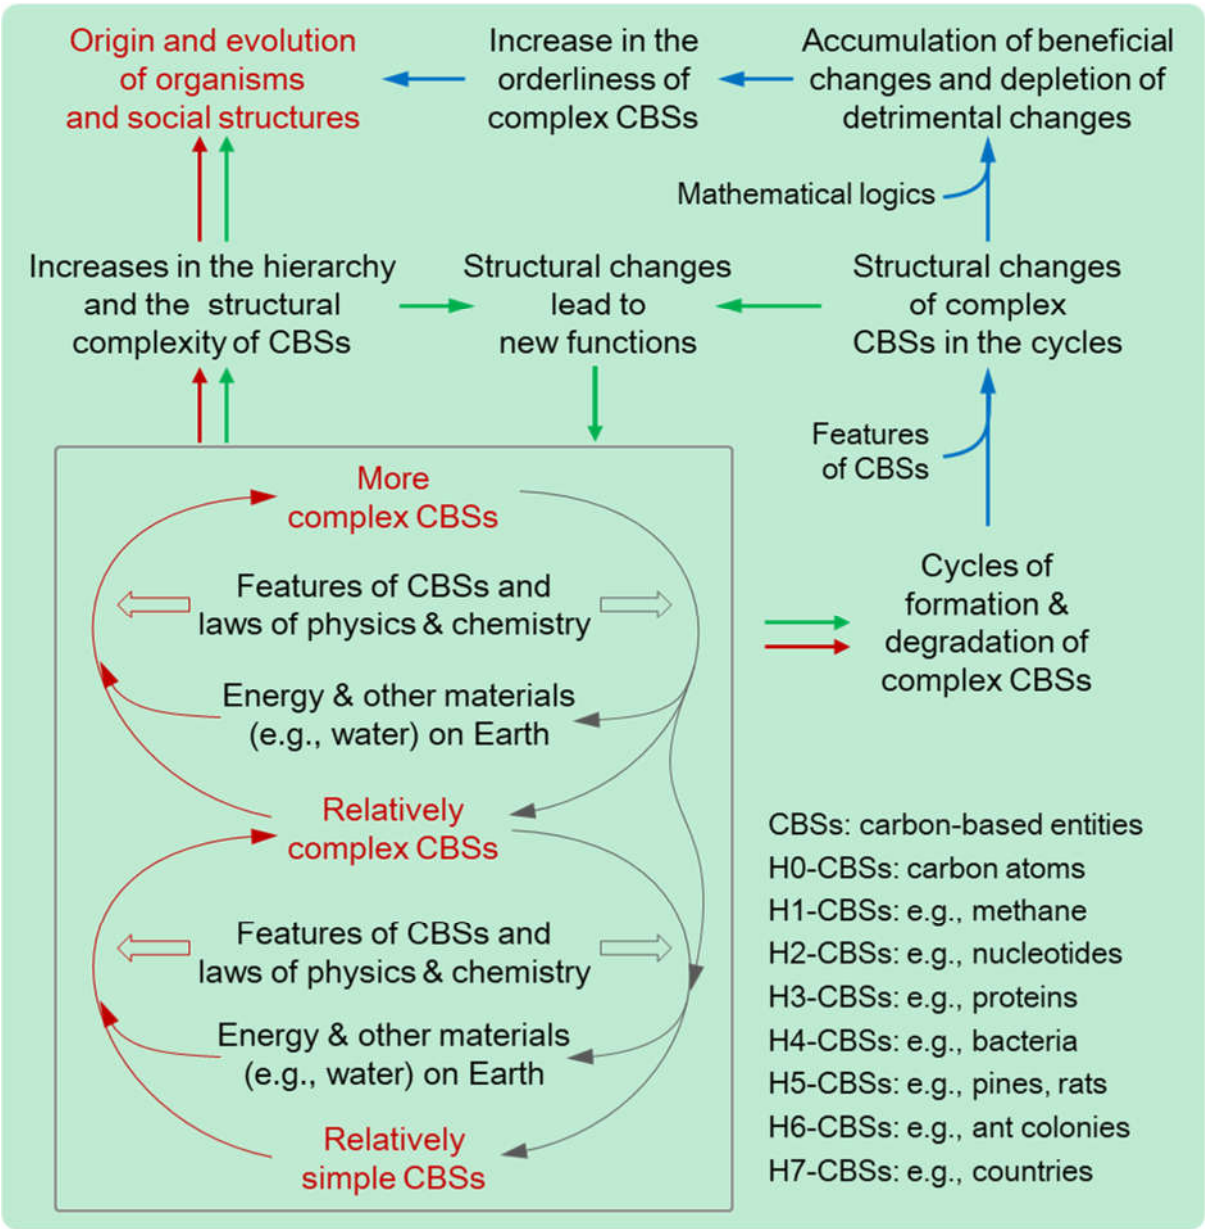 Origin and evolution
of organisms
and social structures
Increase in the
orderliness of
complex CBSs
Accumulation of beneficial
changes and depletion of
detrimental changes
Mathematical logics
Increases in the hierarchy
and the structural
complexity of CBSs
Structural changes
lead to
new functions
Structural changes
of complex
CBSs in the cycles
Features
of CBSs
More
complex CBSs
Features of CBSs and
laws of physics & chemistry
Energy & other materials
(e.g., water) on Earth
Relatively
complex CBSs
Features of CBSs and
laws of physics & chemistry
Energy & other materials
(e.g., water) on Earth
Relatively
simple CBSs
Cycles of
formation &
degradation of
complex CBSs
CBSs: carbon-based entities
H0-CBSs: carbon atoms
H1-CBSs: e.g., methane
H2-CBSs: e.g., nucleotides
H3-CBSs: e.g., proteins
H4-CBSs: e.g., bacteria
H5-CBSs: e.g., pines, rats
H6-CBSs: e.g., ant colonies
H7-CBSs: e.g., countries